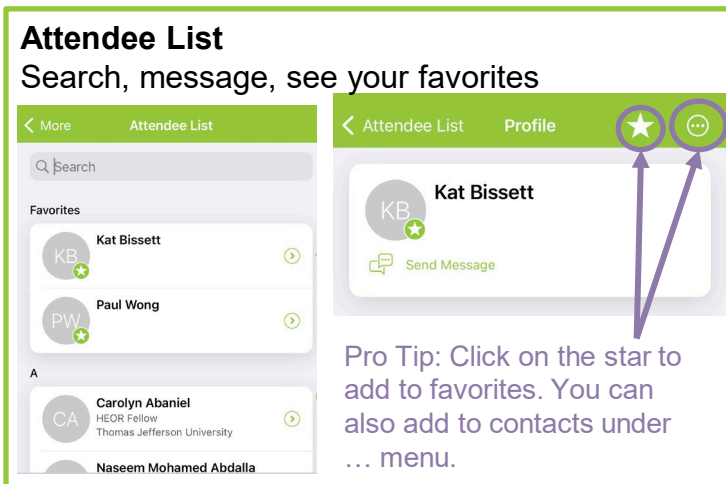 Attendee List
Search, message, see your favorites
More
Attendee List
Search
Favorites
KB
Kat Bissett
PW
Paul Wong
A
CA
Carolyn Abaniel
HEOR Fellow
Thomas Jefferson University
Naseem Mohamed Abdalla
Attendee List
Profile
KB
Kat Bissett
Send Message
Pro Tip: Click on the star to
add to favorites. You can
also add to contacts under
… menu.